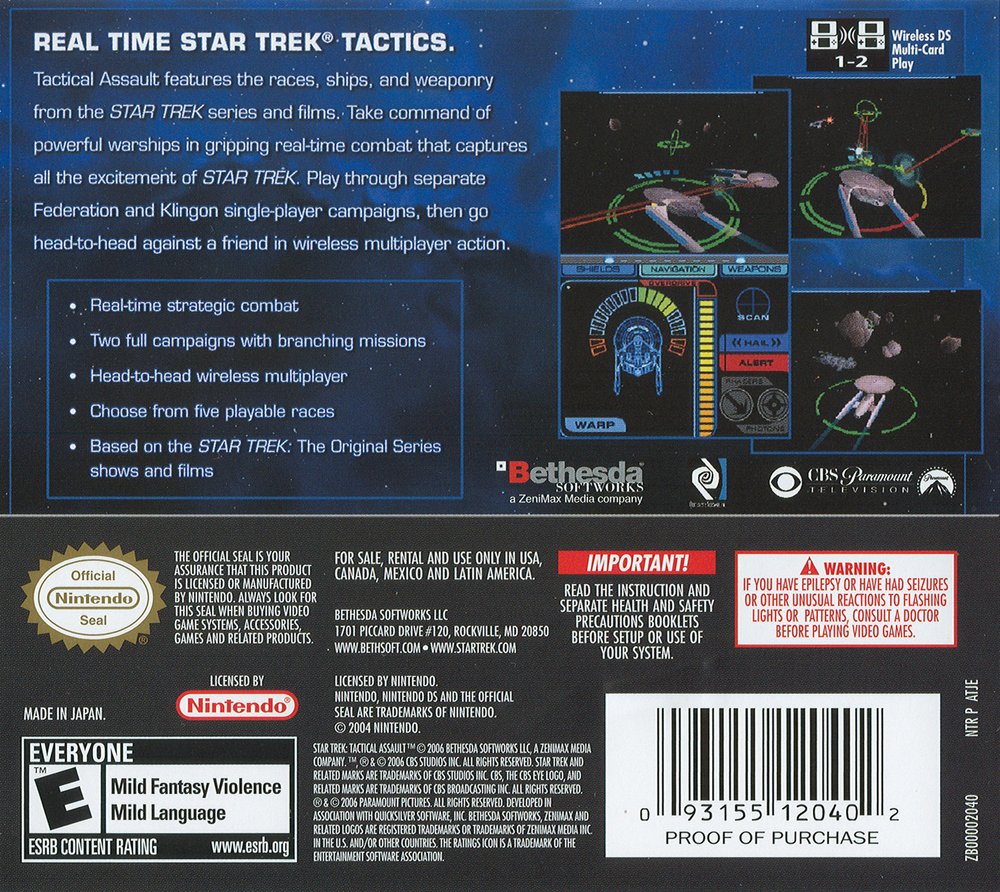 REAL TIME STAR TREK® TACTICS.
Tactical Assault features the races, ships, and weaponry
from the STAR TREK series and films. Take command of
powerful warships in gripping real-time combat that captures
all the excitement of STAR TREK. Play through separate
Federation and Klingon single-player campaigns, then go
head-to-head against a friend in wireless multiplayer action.
• Real-time strategic combat
• Two full campaigns with branching missions
• Head-to-head wireless multiplayer
• Choose from five playable races
• Based on the STAR TREK: The Original Series
shows and films
1-2
Wireless DS
Multi-Card
Play
SHIELDS NAVIGATION WEAPONS
OVERDRIVE
SCAN
HAIL
ALERT
PHASERS
PHOTONS
WARP
Bethesda
SOFTWORKS
a ZeniMax Media company
CBS Paramount
TELEVISION
Paramount
Official
Nintendo
Seal
®
THE OFFICIAL SEAL IS YOUR
ASSURANCE THAT THIS PRODUCT
IS LICENSED OR MANUFACTURED
BY NINTENDO. ALWAYS LOOK FOR
THIS SEAL WHEN BUYING VIDEO
GAME SYSTEMS, ACCESSORIES,
GAMES AND RELATED PRODUCTS.
FOR SALE, RENTAL AND USE ONLY IN USA,
CANADA, MEXICO AND LATIN AMERICA.
BETHESDA SOFTWORKS LLC
1701 PICCARD DRIVE #120, ROCKVILLE, MD 20850
WWW.BETHSOFT.COM • WWW.STARTREK.COM
IMPORTANT!
READ THE INSTRUCTION AND
SEPARATE HEALTH AND SAFETY
PRECAUTIONS BOOKLETS
BEFORE SETUP OR USE OF
YOUR SYSTEM.
WARNING:
IF YOU HAVE EPILEPSY OR HAVE HAD SEIZURES
OR OTHER UNUSUAL REACTIONS TO FLASHING
LIGHTS OR PATTERNS, CONSULT A DOCTOR
BEFORE PLAYING VIDEO GAMES.
MADE IN JAPAN.
LICENSED BY
Nintendo®
LICENSED BY NINTENDO.
NINTENDO, NINTENDO DS AND THE OFFICIAL
SEAL ARE TRADEMARKS OF NINTENDO.
© 2004 NINTENDO.
EVERYONE
TM
E
Mild Fantasy Violence
Mild Language
ESRB CONTENT RATING www.esrb.org
STAR TREK: TACTICAL ASSAULT™ © 2006 BETHESDA SOFTWORKS LLC, A ZENIMAX MEDIA
COMPANY. ™, ® & © 2006 CBS STUDIOS INC. ALL RIGHTS RESERVED. STAR TREK AND
RELATED MARKS ARE TRADEMARKS OF CBS STUDIOS INC. CBS, THE CBS EYE LOGO, AND
RELATED MARKS ARE TRADEMARKS OF CBS BROADCASTING INC. ALL RIGHTS RESERVED.
® & © 2006 PARAMOUNT PICTURES. ALL RIGHTS RESERVED. DEVELOPED IN
ASSOCIATION WITH QUICKSILVER SOFTWARE, INC. BETHESDA SOFTWORKS, ZENIMAX AND
RELATED LOGOS ARE REGISTERED TRADEMARKS OR TRADEMARKS OF ZENIMAX MEDIA INC.
IN THE U.S. AND/OR OTHER COUNTRIES. THE RATINGS ICON IS A TRADEMARK OF THE
ENTERTAINMENT SOFTWARE ASSOCIATION.
0 93155 12040 2
PROOF OF PURCHASE
ZB00002040 NTR P ATJE